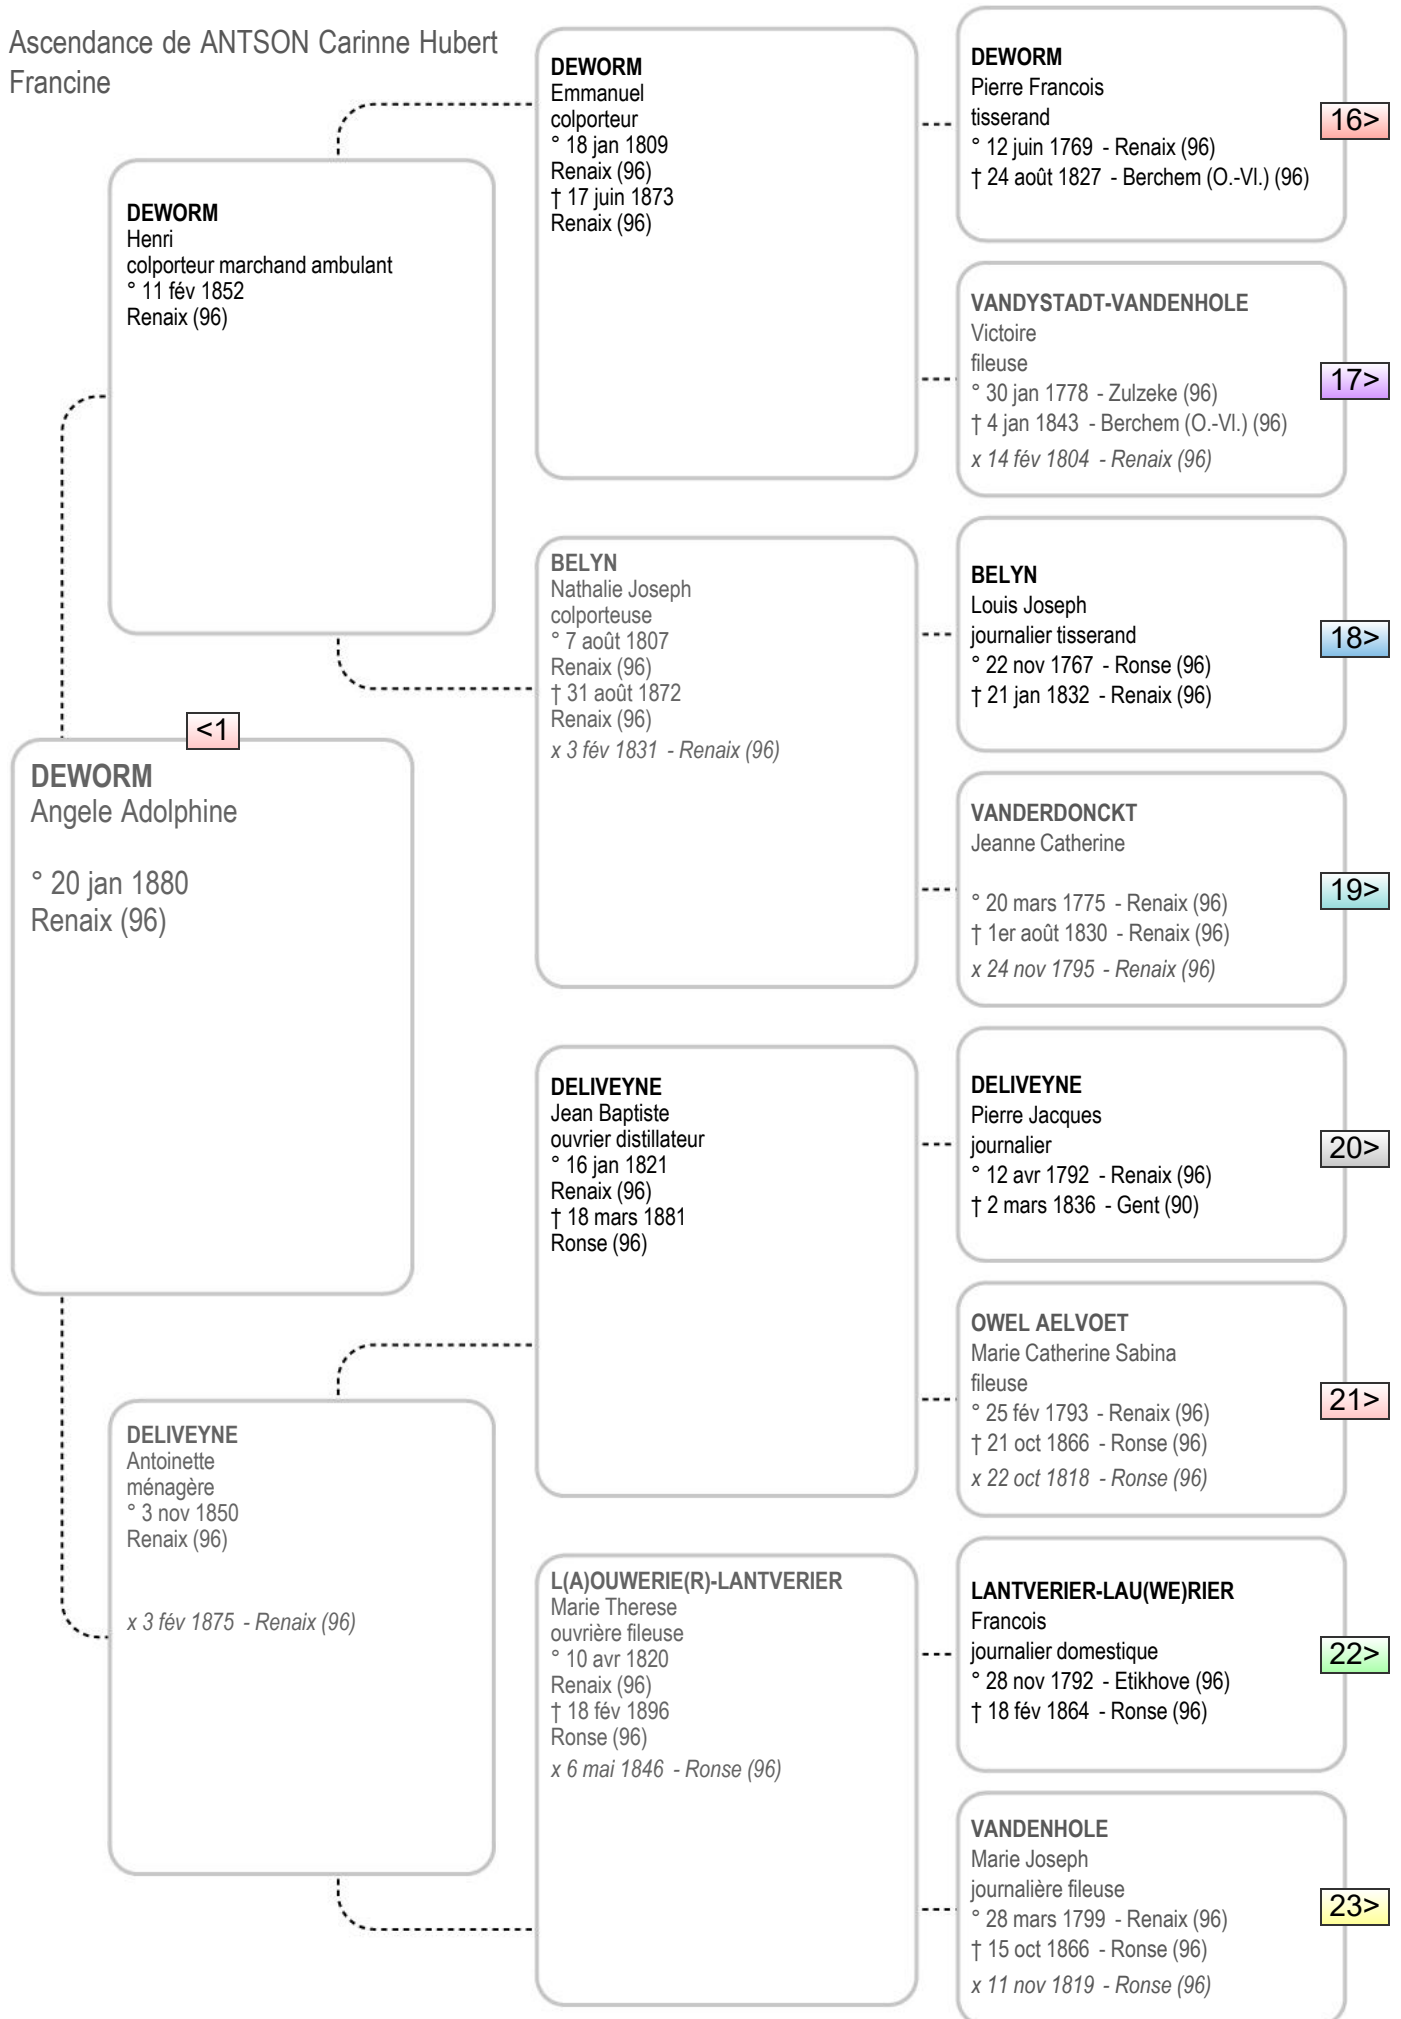 Ascendance de ANTSON Carinne Hubert
Francine
DEWORM
Angele Adolphine
° 20 jan 1880
Renaix (96)
<1
DEWORM
Henri
colporteur marchand ambulant
° 11 fév 1852
Renaix (96)
DELIVEYNE
Antoinette
ménagère
° 3 nov 1850
Renaix (96)
x 3 fév 1875 - Renaix (96)
DEWORM
Emmanuel
colporteur
° 18 jan 1809
Renaix (96)
† 17 juin 1873
Renaix (96)
BELYN
Nathalie Joseph
colporteuse
° 7 août 1807
Renaix (96)
† 31 août 1872
Renaix (96)
x 3 fév 1831 - Renaix (96)
DELIVEYNE
Jean Baptiste
ouvrier distillateur
° 16 jan 1821
Renaix (96)
† 18 mars 1881
Ronse (96)
L(A)OUWERIE(R)-LANTVERIER
Marie Therese
ouvrière fileuse
° 10 avr 1820
Renaix (96)
† 18 fév 1896
Ronse (96)
x 6 mai 1846 - Ronse (96)
DEWORM
Pierre Francois
tisserand
° 12 juin 1769 - Renaix (96)
† 24 août 1827 - Berchem (O.-Vl.) (96)
16>
VANDYSTADT-VANDENHOLE
Victoire
fileuse
° 30 jan 1778 - Zulzeke (96)
† 4 jan 1843 - Berchem (O.-Vl.) (96)
x 14 fév 1804 - Renaix (96)
17>
BELYN
Louis Joseph
journalier tisserand
° 22 nov 1767 - Ronse (96)
† 21 jan 1832 - Renaix (96)
18>
VANDERDONCKT
Jeanne Catherine
° 20 mars 1775 - Renaix (96)
† 1er août 1830 - Renaix (96)
x 24 nov 1795 - Renaix (96)
19>
DELIVEYNE
Pierre Jacques
journalier
° 12 avr 1792 - Renaix (96)
† 2 mars 1836 - Gent (90)
20>
OWEL AELVOET
Marie Catherine Sabina
fileuse
° 25 fév 1793 - Renaix (96)
† 21 oct 1866 - Ronse (96)
x 22 oct 1818 - Ronse (96)
21>
LANTVERIER-LAU(WE)RIER
Francois
journalier domestique
° 28 nov 1792 - Etikhove (96)
† 18 fév 1864 - Ronse (96)
22>
VANDENHOLE
Marie Joseph
journalière fileuse
° 28 mars 1799 - Renaix (96)
† 15 oct 1866 - Ronse (96)
x 11 nov 1819 - Ronse (96)
23>